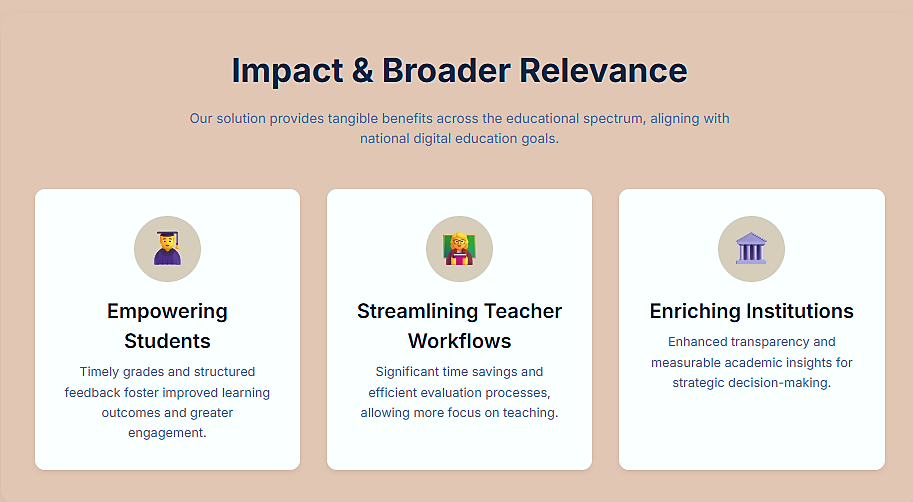 Impact & Broader Relevance
Our solution provides tangible benefits across the educational spectrum, aligning with
national digital education goals.
Empowering
Students
Timely grades and structured
feedback foster improved learning
outcomes and greater
engagement.
Streamlining Teacher
Workflows
Significant time savings and
efficient evaluation processes,
allowing more focus on teaching.
Enriching Institutions
Enhanced transparency and
measurable academic insights for
strategic decision-making.